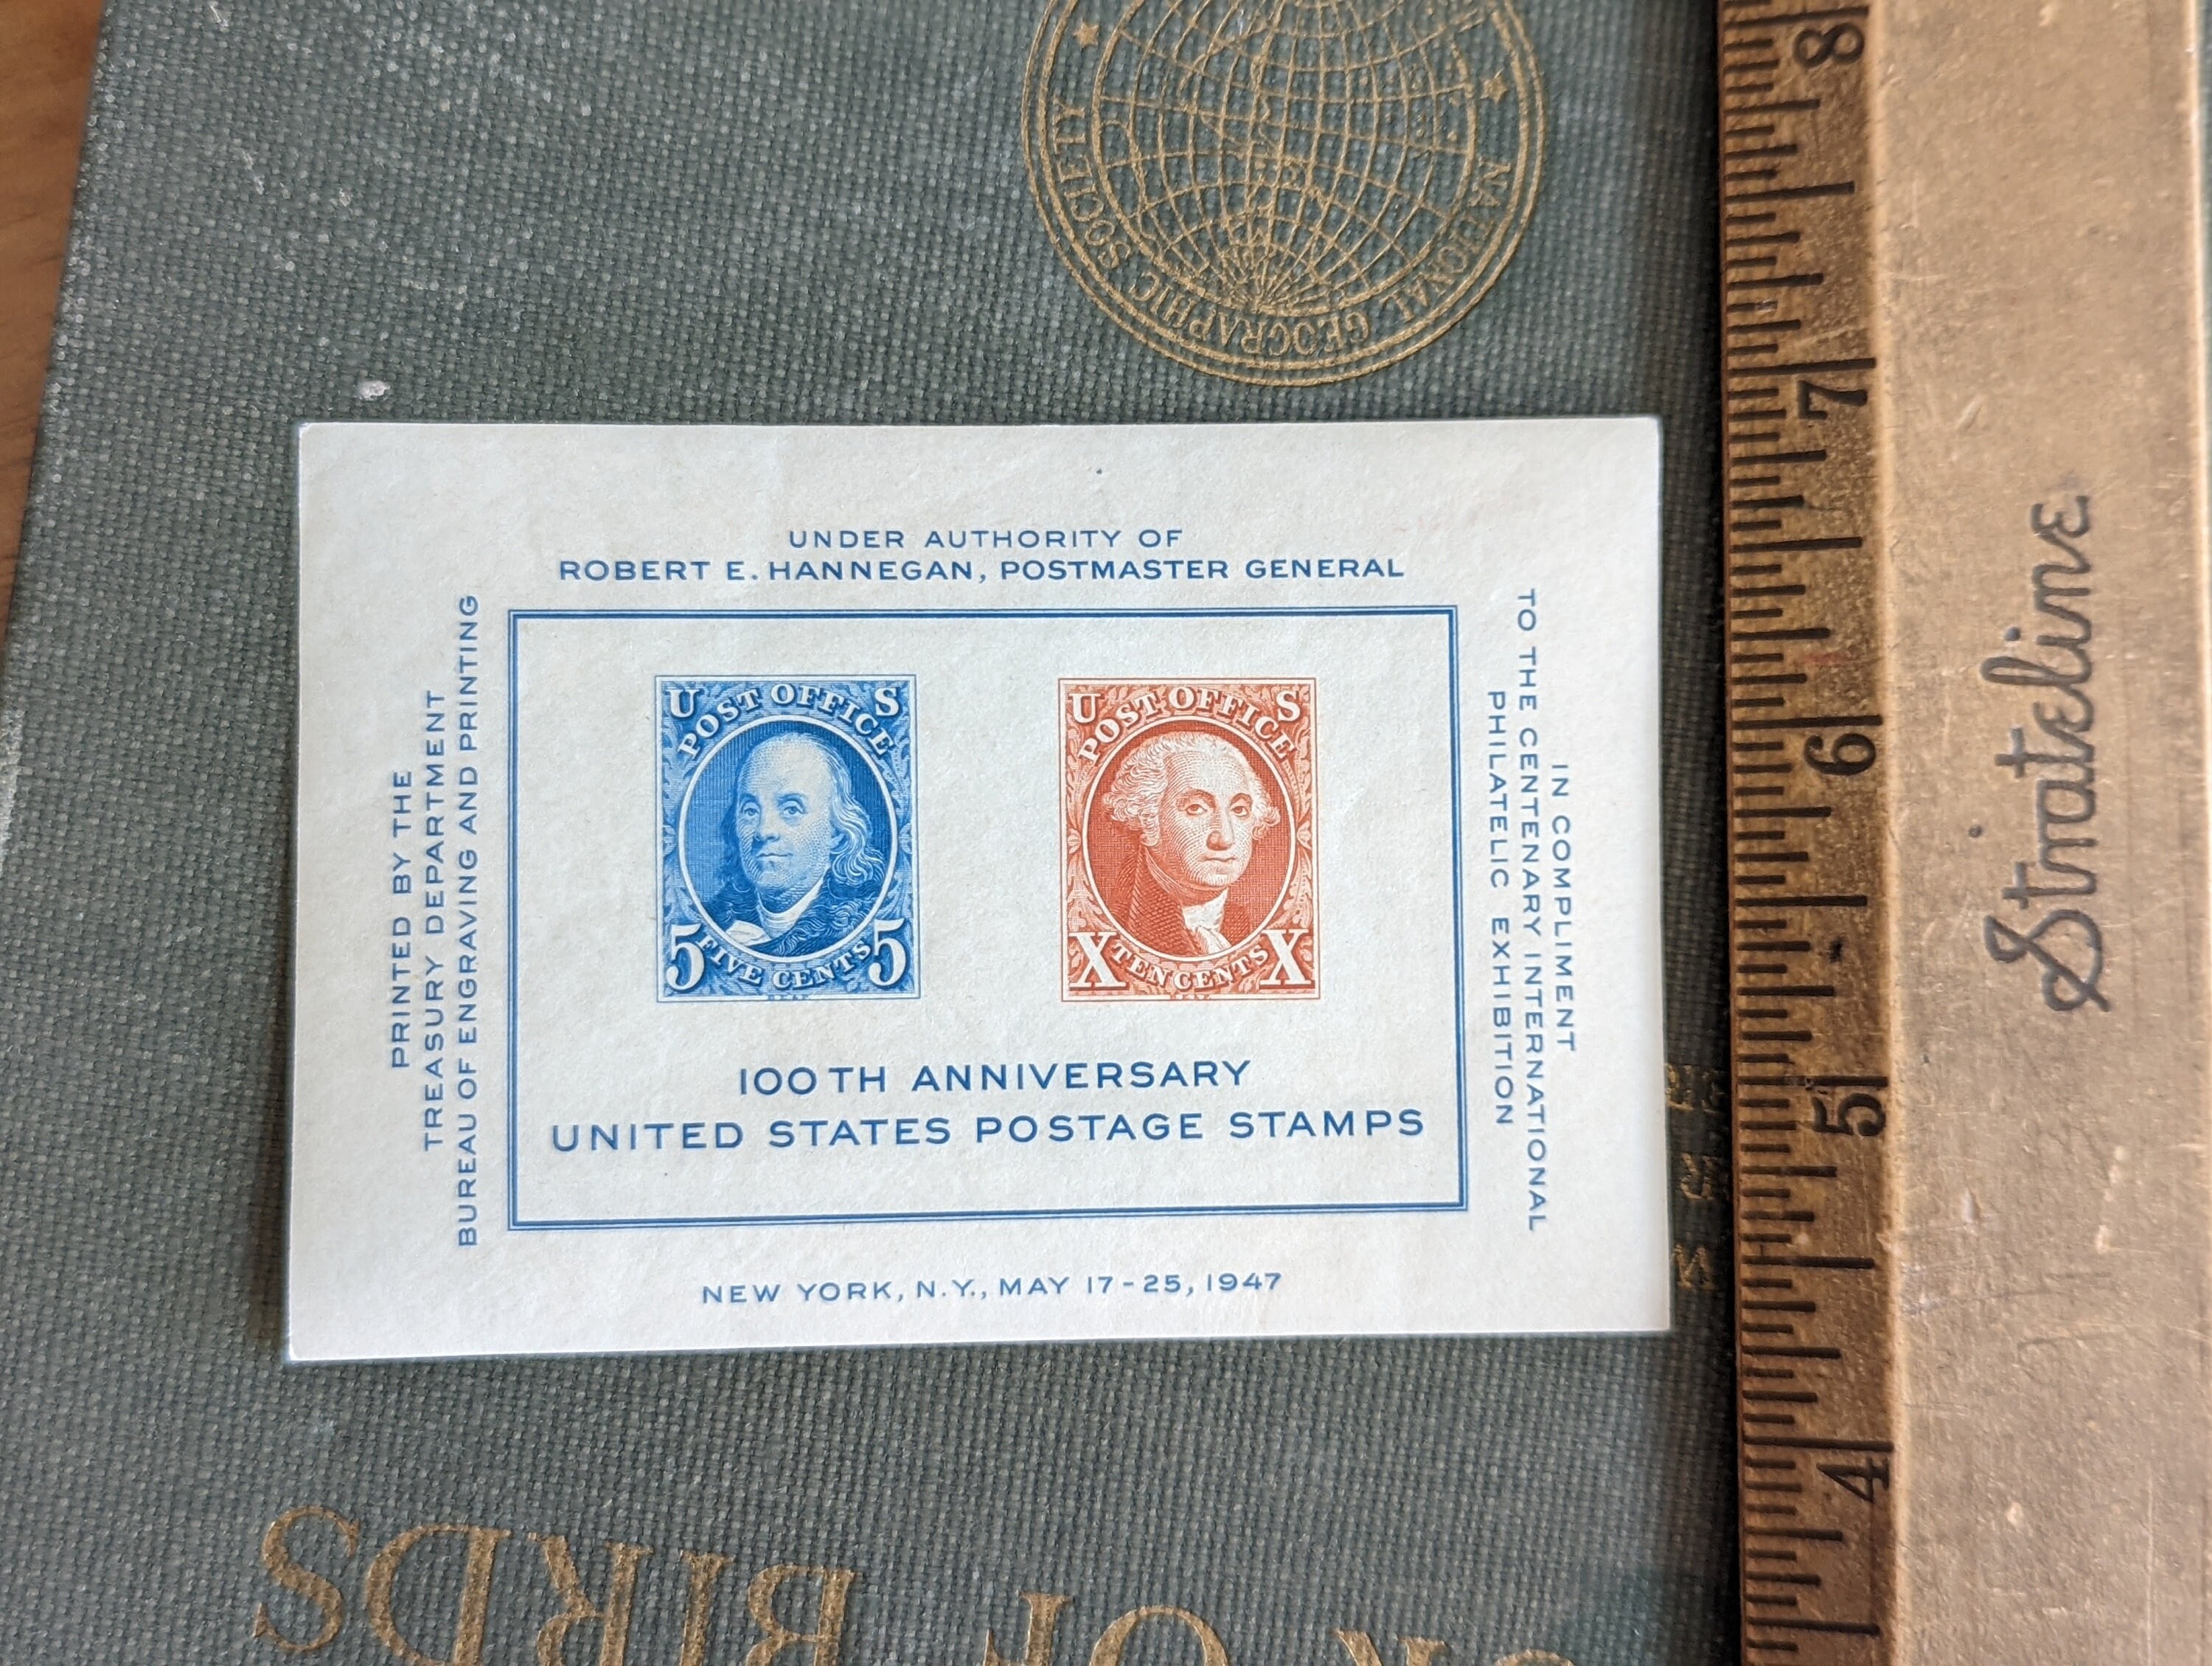 NATIONAL GEOGRAPHIC SOCIETY
UNDER AUTHORITY OF
ROBERT E. HANNEGAN, POSTMASTER GENERAL
PRINTED BY THE
TREASURY DEPARTMENT
BUREAU OF ENGRAVING AND PRINTING
U S
POST OFFICE
5 FIVE CENTS 5
U S
POST OFFICE
X TEN CENTS X
100TH ANNIVERSARY
UNITED STATES POSTAGE STAMPS
IN COMPLIMENT
TO THE CENTENARY INTERNATIONAL
PHILATELIC EXHIBITION
NEW YORK, N.Y., MAY 17-25, 1947
8
7
6
5
4
Strateline
OF BIRDS